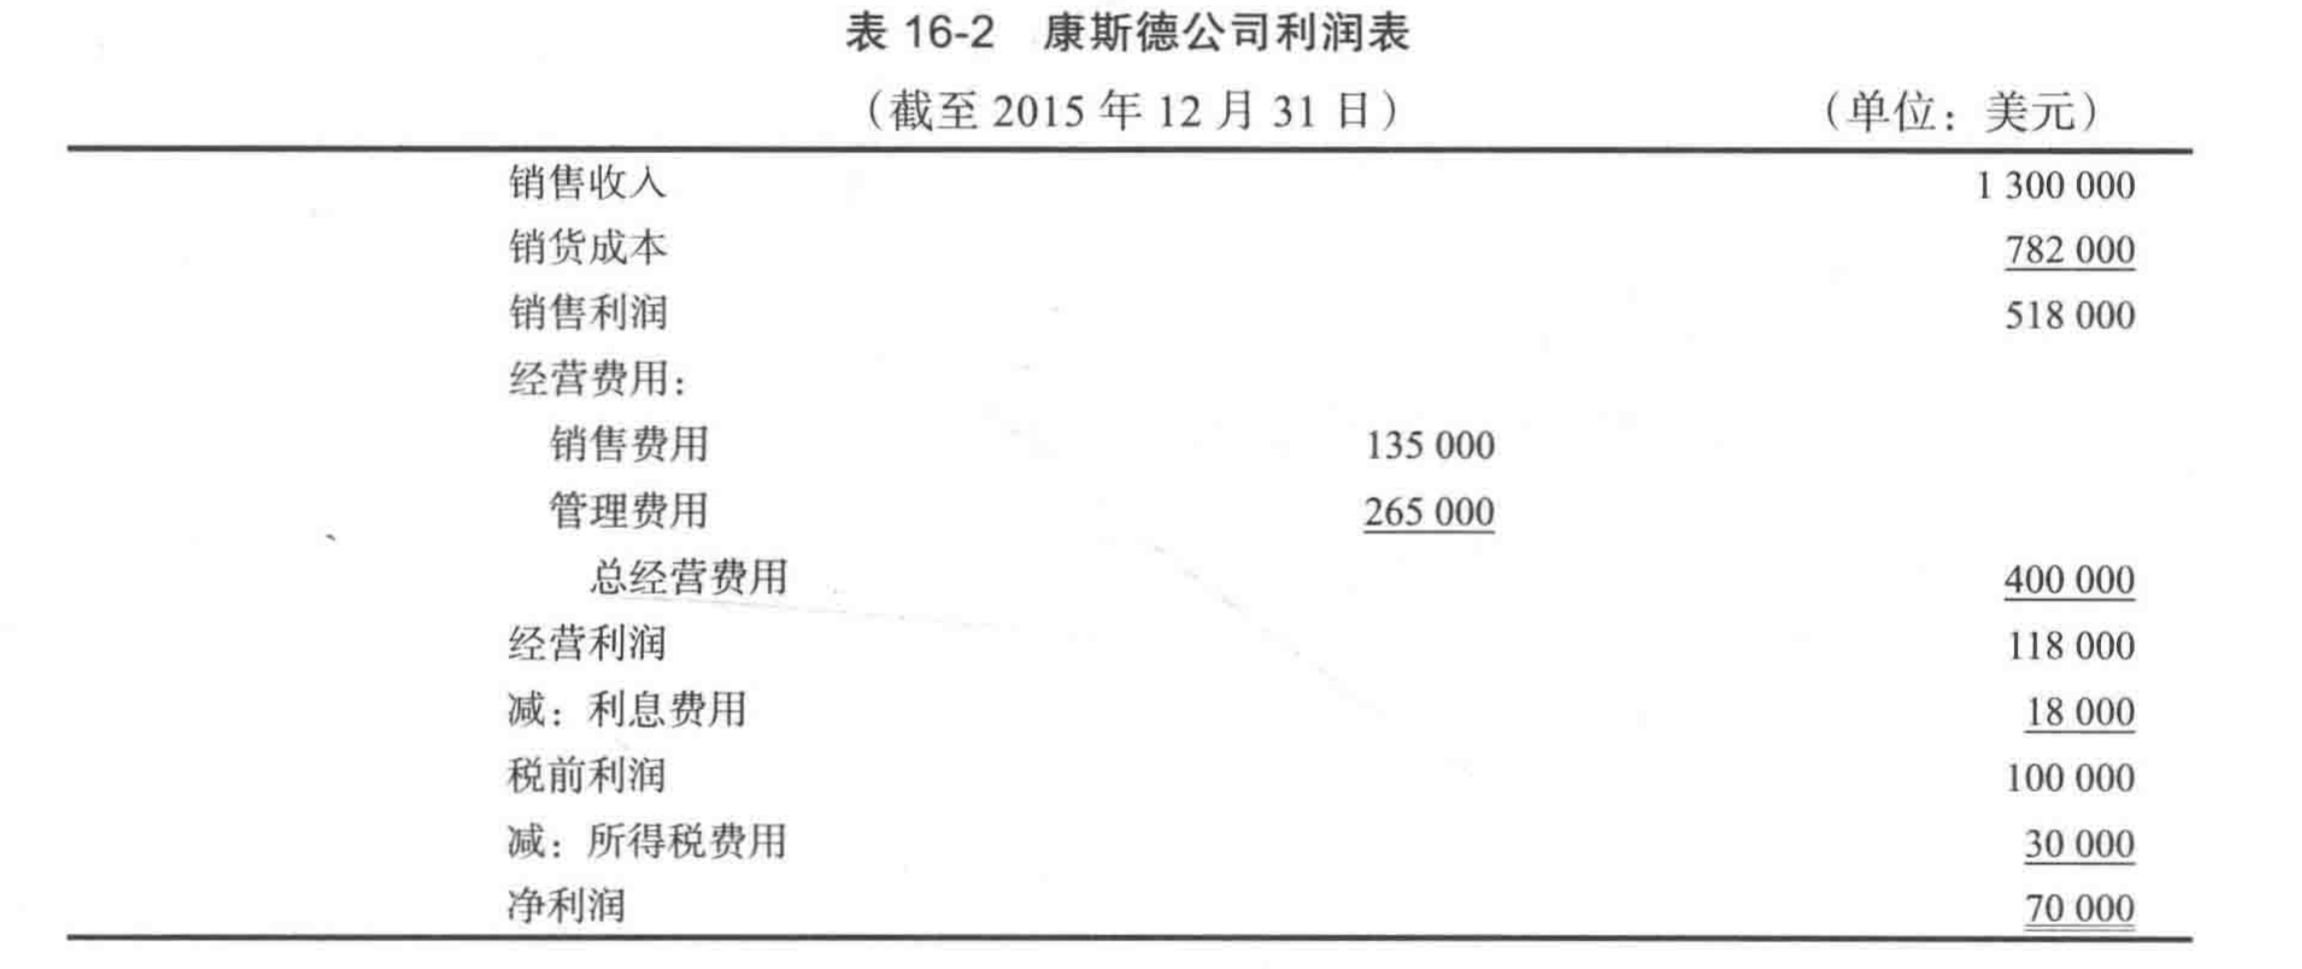 表 16-2 康斯德公司利润表
（截至 2015 年 12 月 31 日） （单位：美元）
销售收入 1 300 000
销货成本 782 000
销售利润 518 000
经营费用：
销售费用 135 000
管理费用 265 000
总经营费用 400 000
经营利润 118 000
减：利息费用 18 000
税前利润 100 000
减：所得税费用 30 000
净利润 70 000